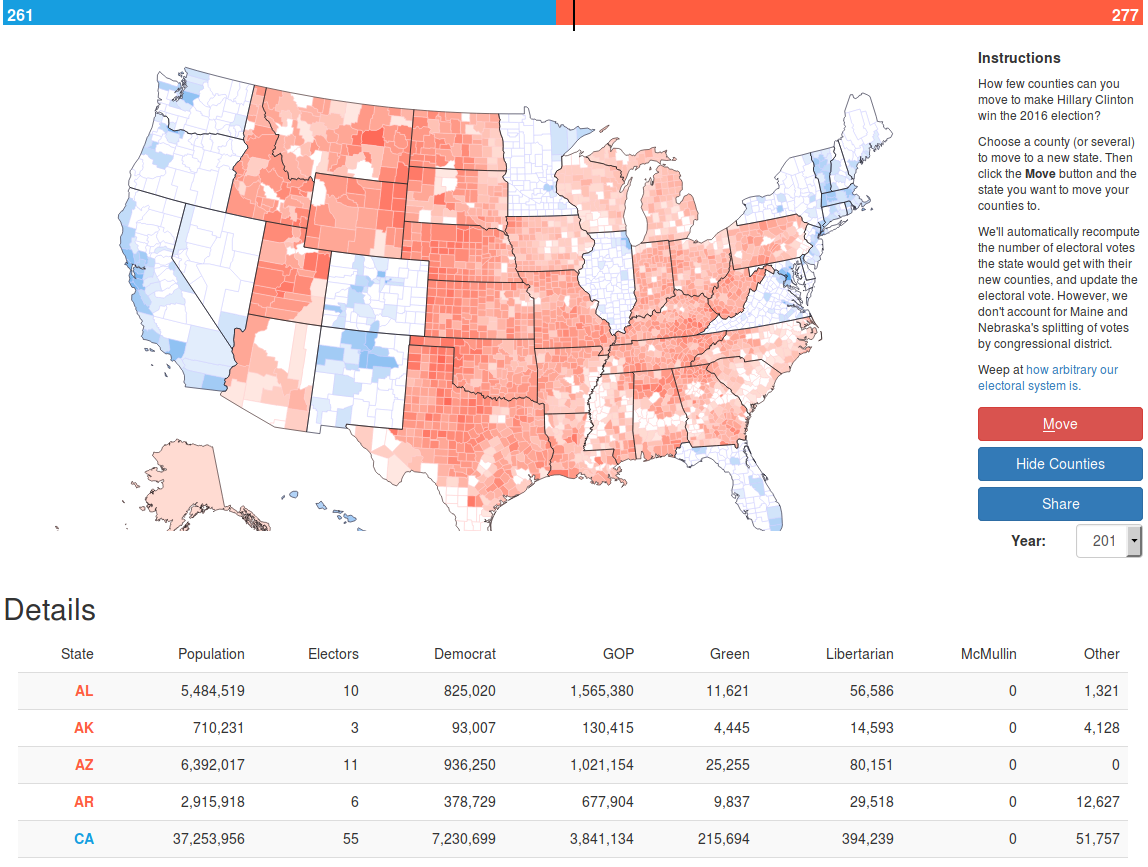 261 277
Instructions
How few counties can you
move to make Hillary Clinton
win the 2016 election?
Choose a county (or several)
to move to a new state. Then
click the Move button and the
state you want to move your
counties to.
We'll automatically recompute
the number of electoral votes
the state would get with their
new counties, and update the
electoral vote. However, we
don't account for Maine and
Nebraska's splitting of votes
by congressional district.
Weep at how arbitrary our
electoral system is.
Move
Hide Counties
Share
Year: 201
Details
State Population Electors Democrat GOP Green Libertarian McMullin Other
AL 5,484,519 10 825,020 1,565,380 11,621 56,586 0 1,321
AK 710,231 3 93,007 130,415 4,445 14,593 0 4,128
AZ 6,392,017 11 936,250 1,021,154 25,255 80,151 0 0
AR 2,915,918 6 378,729 677,904 9,837 29,518 0 12,627
CA 37,253,956 55 7,230,699 3,841,134 215,694 394,239 0 51,757